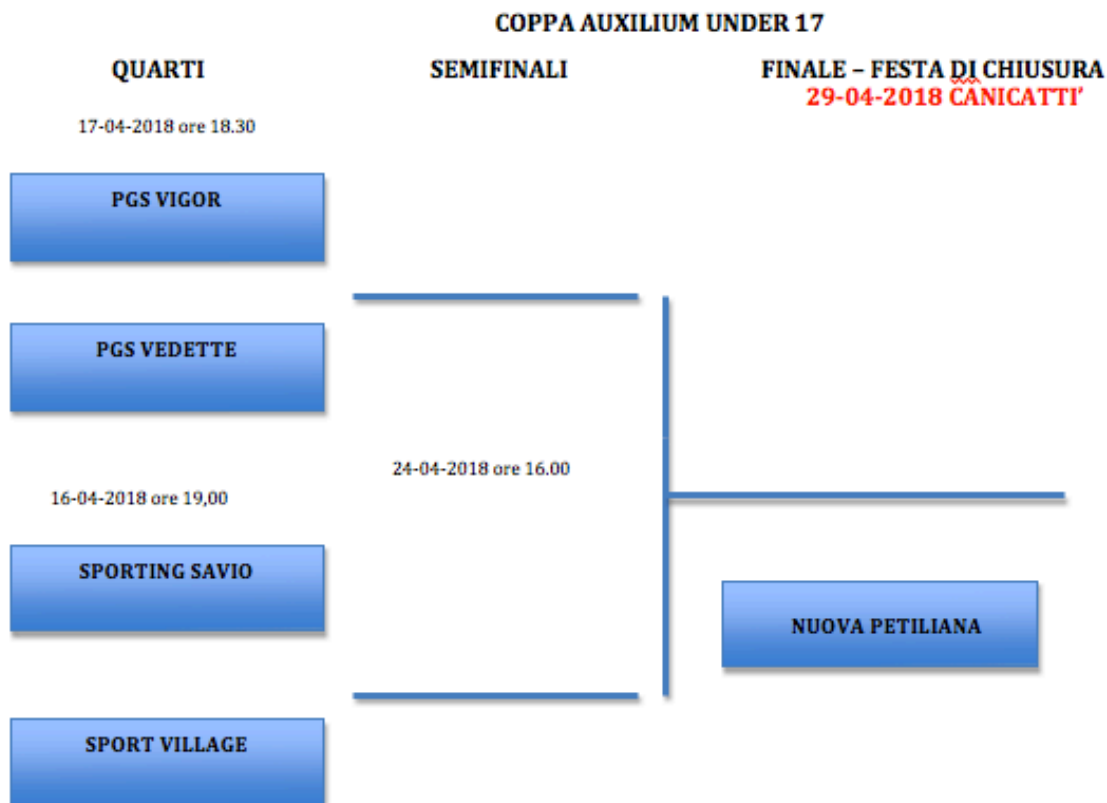 COPPA AUXILIUM UNDER 17
QUARTI
SEMIFINALI
FINALE – FESTA DI CHIUSURA
29-04-2018 CANICATTI’
17-04-2018 ore 18.30
PGS VIGOR
PGS VEDETTE
24-04-2018 ore 16.00
16-04-2018 ore 19,00
SPORTING SAVIO
NUOVA PETILIANA
SPORT VILLAGE